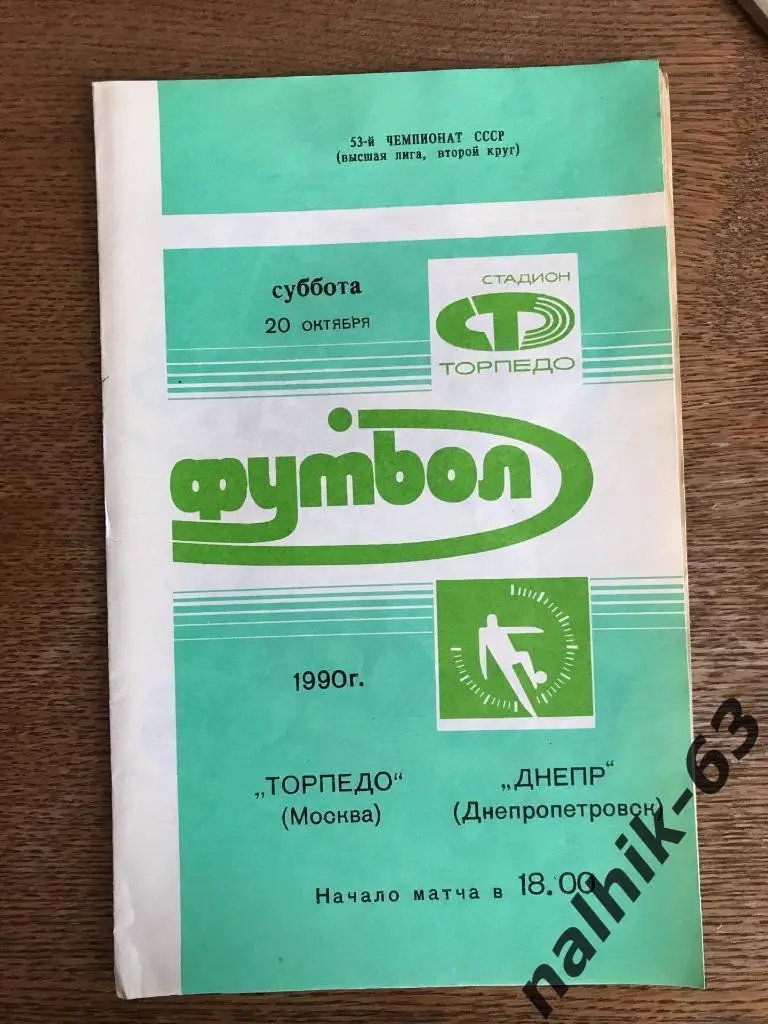 53-й ЧЕМПИОНАТ СССР
(высшая лига, второй круг)
суббота
20 ОКТЯБРЯ
СТАДИОН
СТ
ТОРПЕДО
футбол
1990г.
„ТОРПЕДО“
(Москва)
„ДНЕПР“
(Днепропетровск)
Начало матча в 18.00
nalhik-63